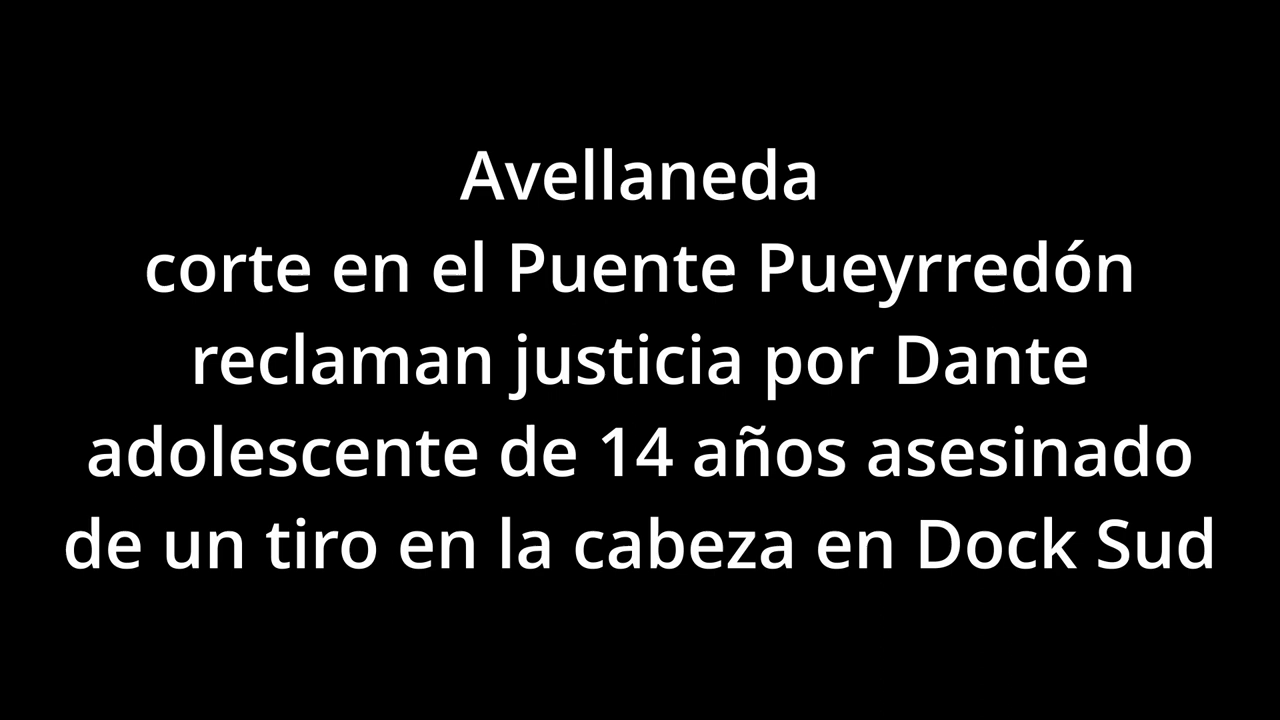 Avellaneda
corte en el Puente Pueyrredón
reclaman justicia por Dante
adolescente de 14 años asesinado
de un tiro en la cabeza en Dock Sud